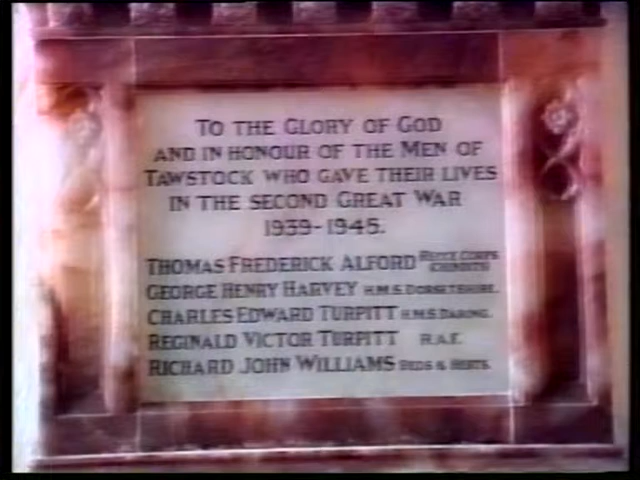 TO THE GLORY OF GOD
AND IN HONOUR OF THE MEN OF
TAWSTOCK WHO GAVE THEIR LIVES
IN THE SECOND GREAT WAR
1939-1945.
THOMAS FREDERICK ALFORD RECCE CORPS
GEORGE HENRY HARVEY H.M.S. DORSETSHIRE.
CHARLES EDWARD TURPITT H.M.S. DARING.
REGINALD VICTOR TURPITT R.A.F.
RICHARD JOHN WILLIAMS BEDS & HERTS.